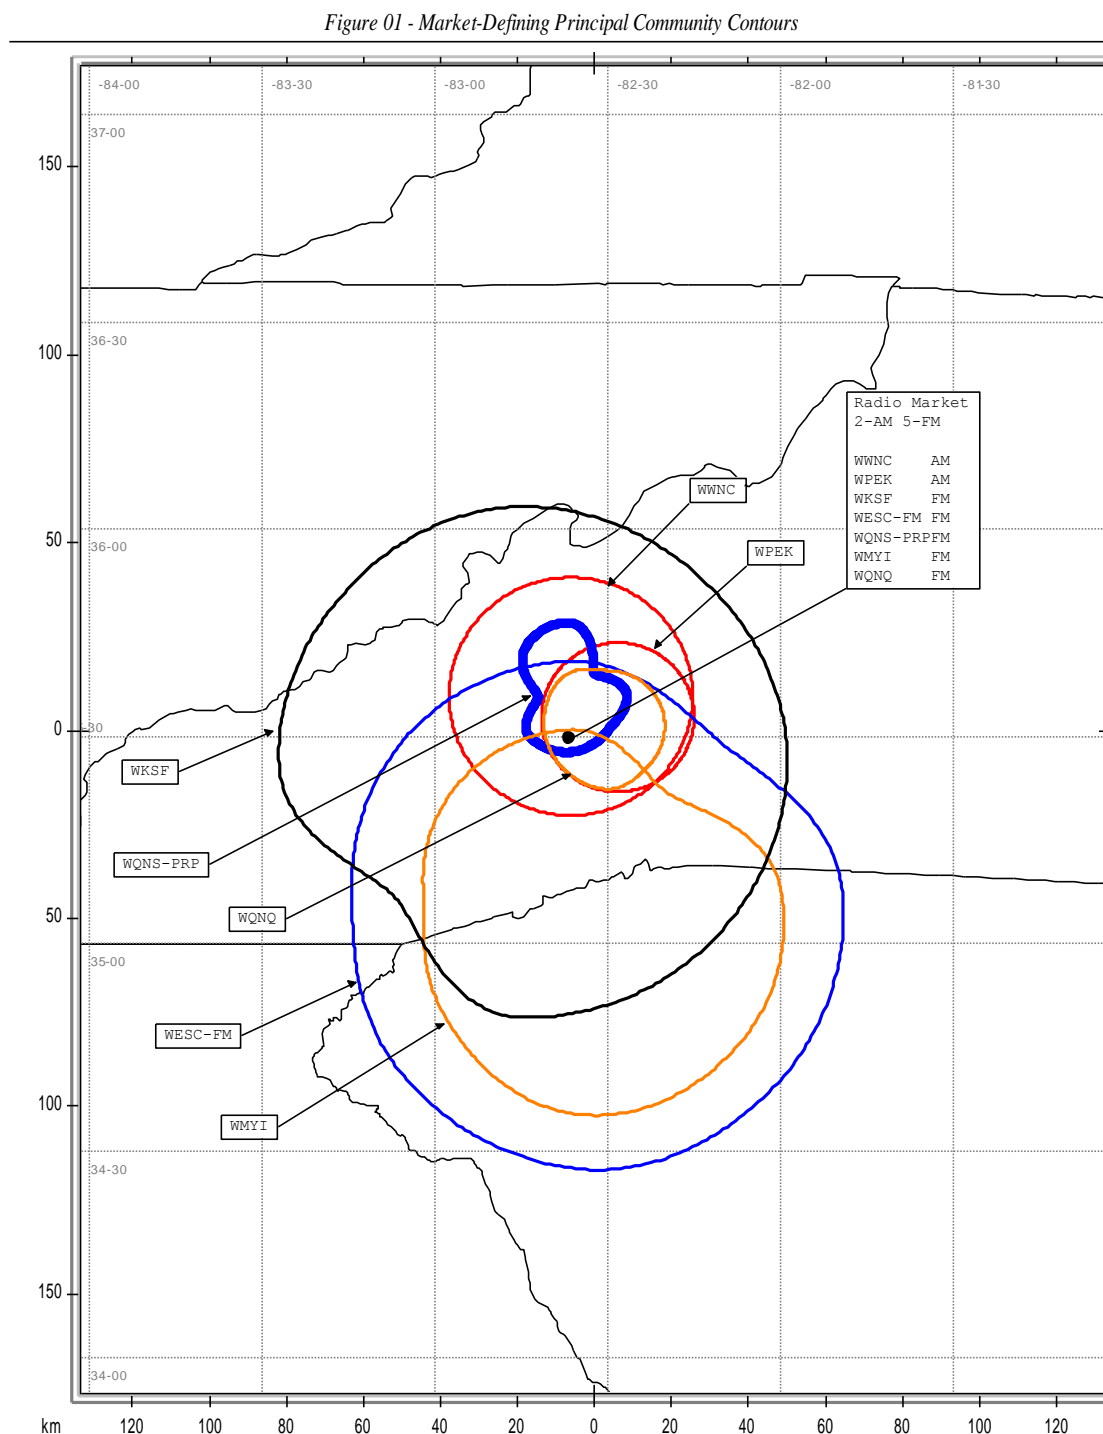 Figure 01 - Market-Defining Principal Community Contours
-84-00
-83-30
-83-00
-82-30
-82-00
-81-30
37-00
150
36-30
100
Radio Market
2-AM 5-FM
WWNC AM
WPEK AM
WKSF FM
WESC-FM FM
WQNS-PRPFM
WMYI FM
WQNQ FM
WWNC
50
36-00
WPEK
0
30
WKSF
WQNS-PRP
WQNQ
50
35-00
WESC-FM
100
WMYI
34-30
150
34-00
km
120
100
80
60
40
20
0
20
40
60
80
100
120